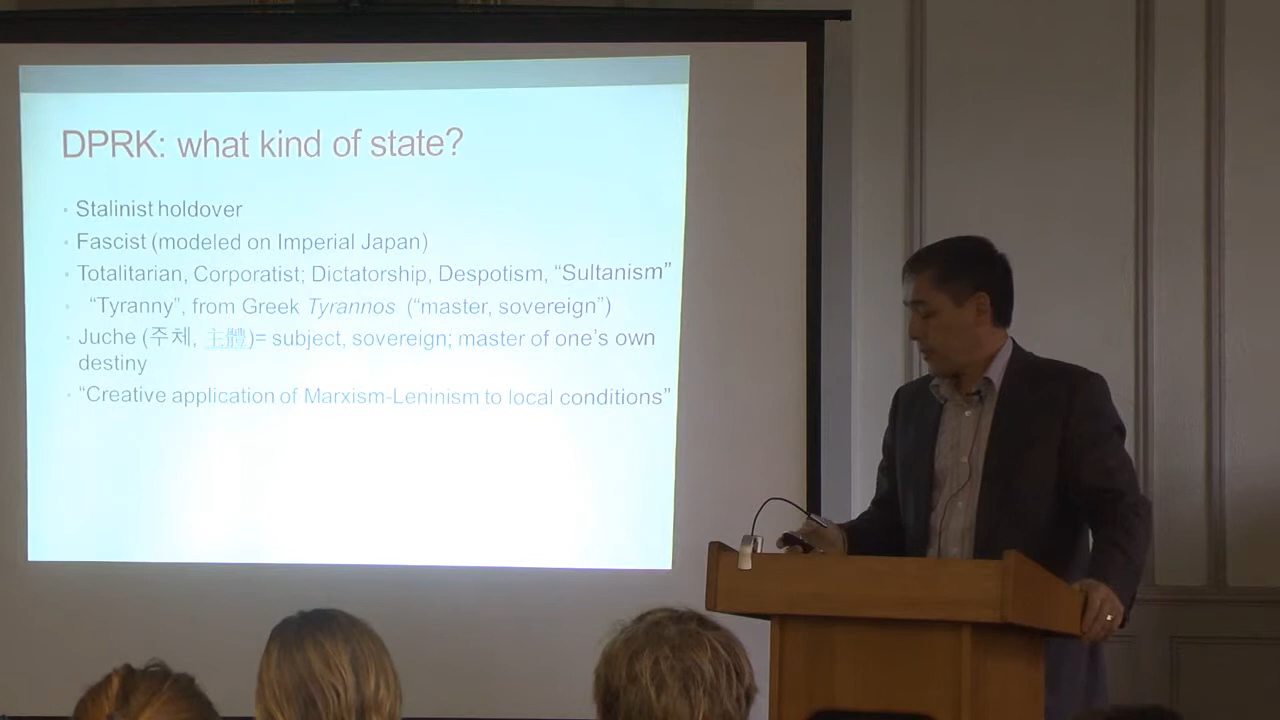 DPRK: what kind of state?
Stalinist holdover
Fascist (modeled on Imperial Japan)
Totalitarian, Corporatist; Dictatorship, Despotism, “Sultanism”
“Tyranny”, from Greek Tyrannos (“master, sovereign”)
Juche (주체, 主體)= subject, sovereign; master of one’s own
destiny
“Creative application of Marxism-Leninism to local conditions”